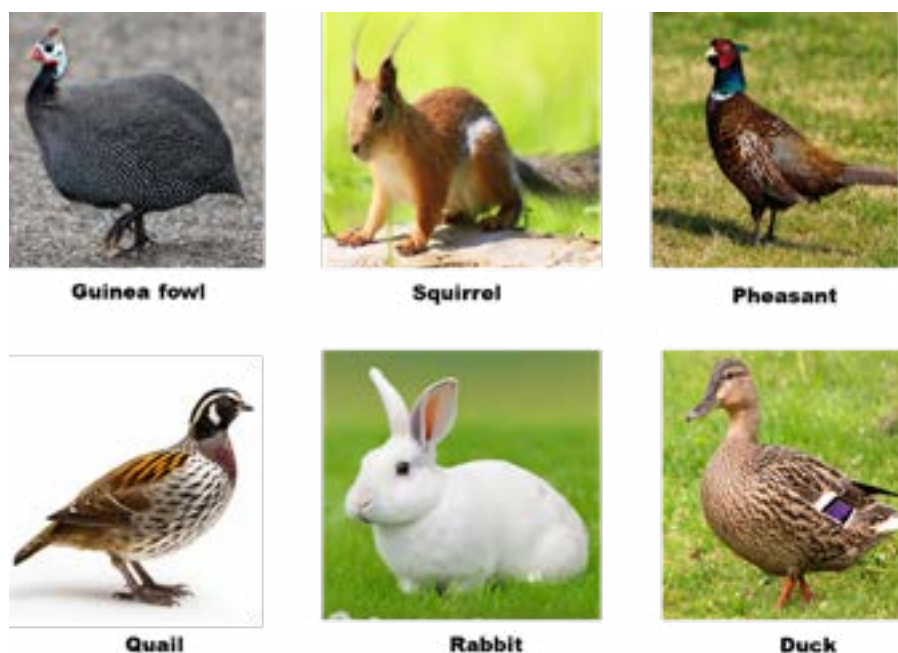 Guinea fowl
Squirrel
Pheasant
Quail
Rabbit
Duck